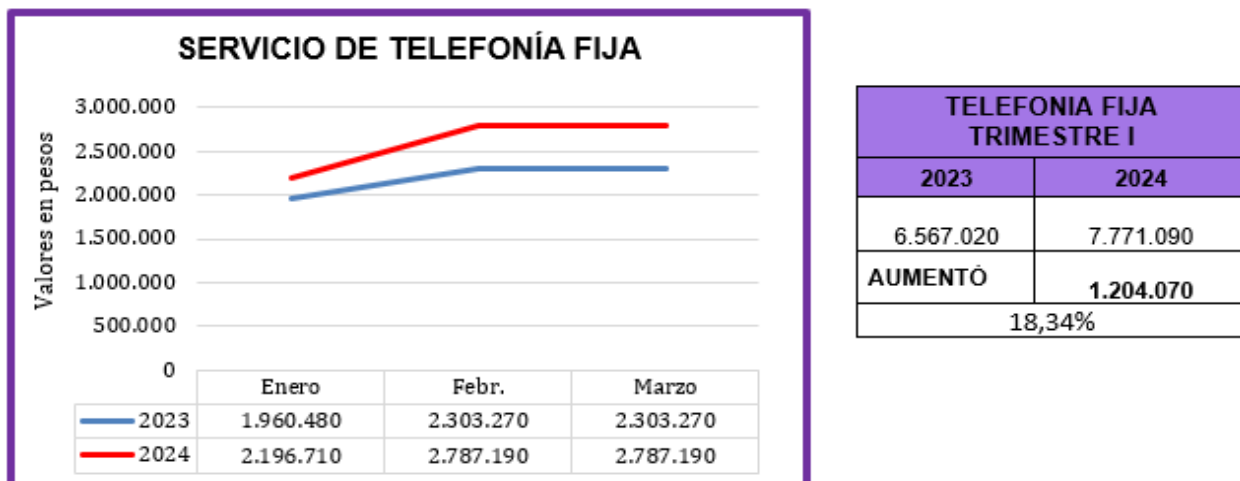 SERVICIO DE TELEFONÍA FIJA
Valores en pesos
3.000.000
2.500.000
2.000.000
1.500.000
1.000.000
500.000
0
Enero Febr. Marzo
2023 1.960.480 2.303.270 2.303.270
2024 2.196.710 2.787.190 2.787.190
TELEFONIA FIJA
TRIMESTRE I
2023 2024
6.567.020 7.771.090
AUMENTÓ 1.204.070
18,34%